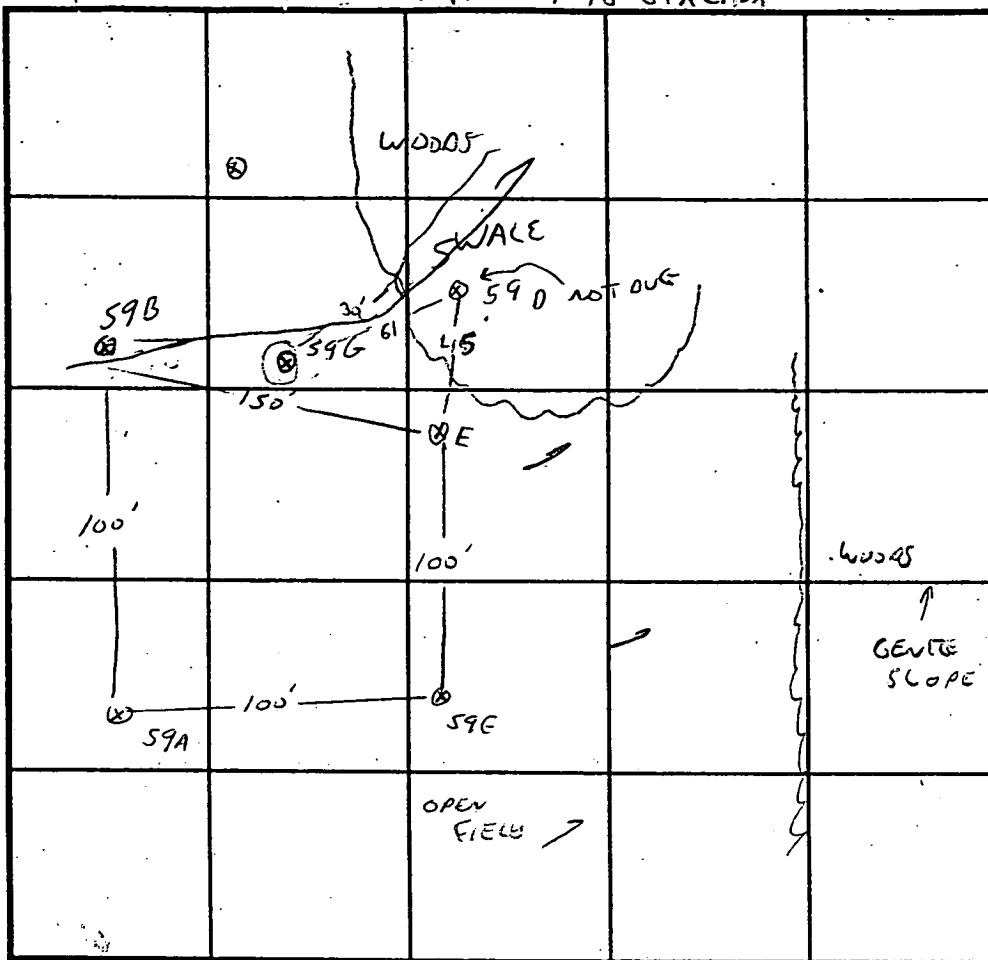 STREAM
WOODS
SWALE
59D NOT DUG
59B
30'
61'
59G
45'
150'
E
100'
100'
WOODS
GENTLE
SLOPE
100'
59A
59E
OPEN
FIELD